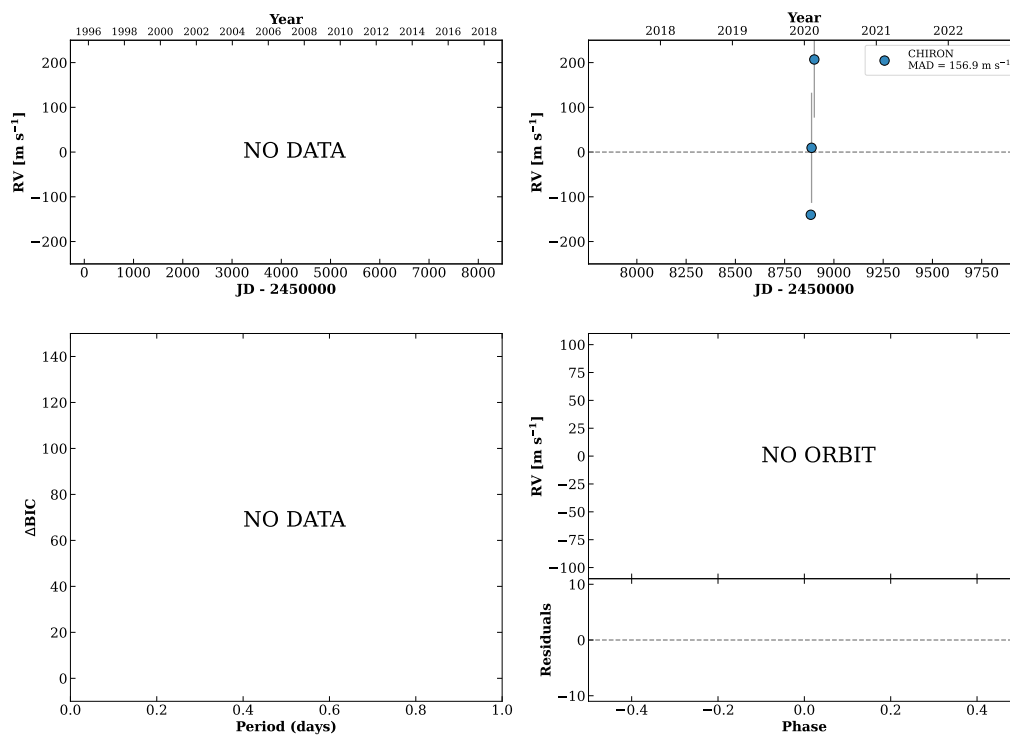 Year
1996 1998 2000 2002 2004 2006 2008 2010 2012 2014 2016 2018
RV [m s⁻¹]
200
100
0
−100
−200
NO DATA
0 1000 2000 3000 4000 5000 6000 7000 8000
JD - 2450000
Year
2018 2019 2020 2021 2022
RV [m s⁻¹]
200
100
0
−100
−200
CHIRON
MAD = 156.9 m s⁻¹
8000 8250 8500 8750 9000 9250 9500 9750
JD - 2450000
ΔBIC
140
120
100
80
60
40
20
0
NO DATA
0.0 0.2 0.4 0.6 0.8 1.0
Period (days)
RV [m s⁻¹]
100
75
50
25
0
−25
−50
−75
−100
NO ORBIT
Residuals
10
0
−10
−0.4 −0.2 0.0 0.2 0.4
Phase